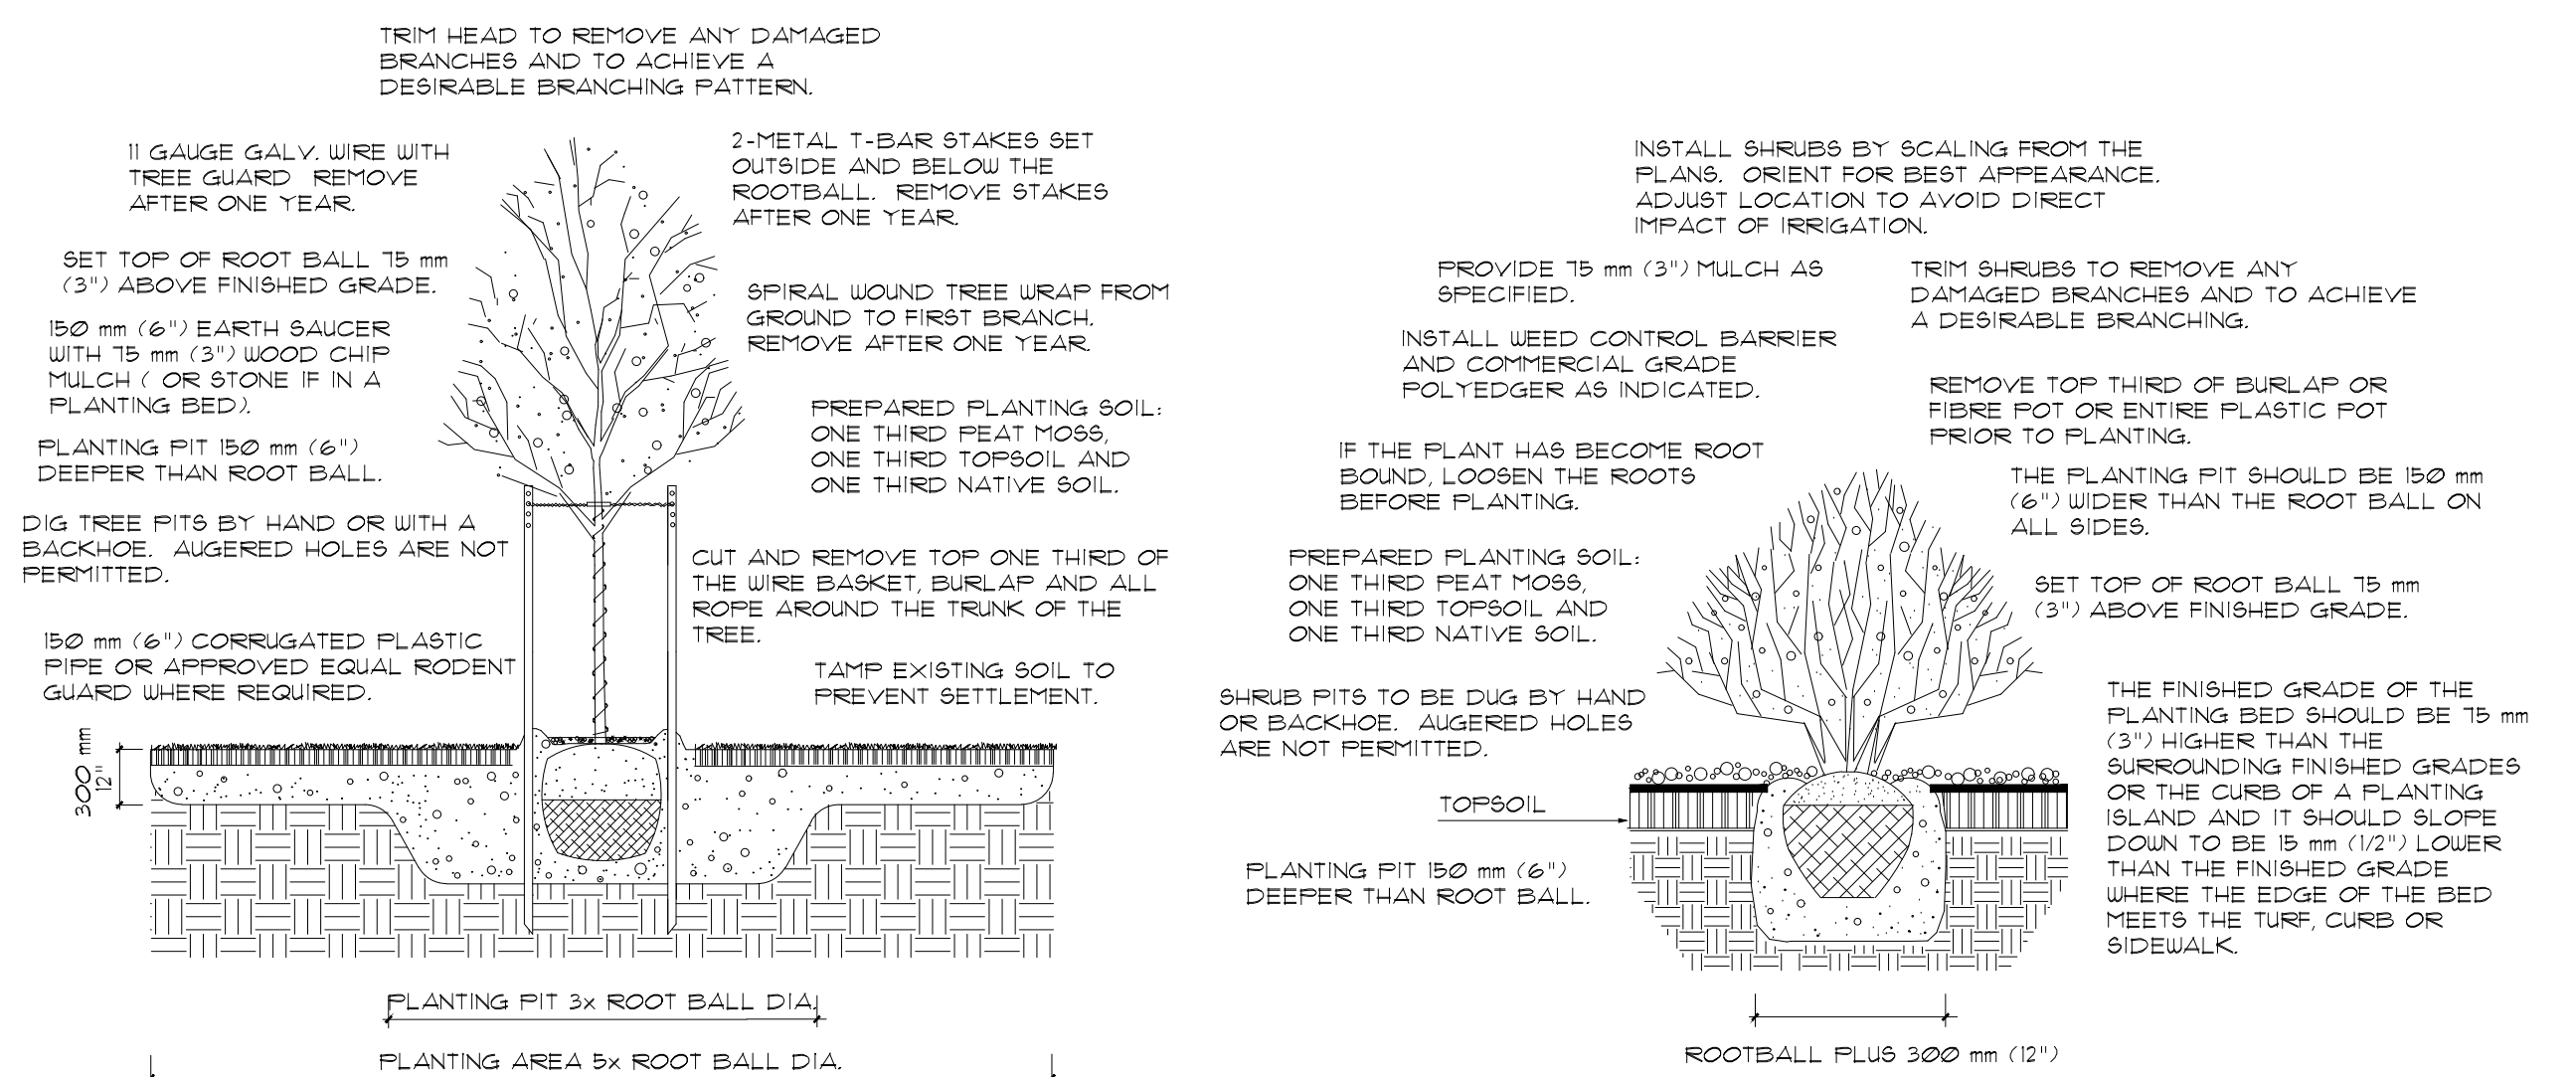 TRIM HEAD TO REMOVE ANY DAMAGED
BRANCHES AND TO ACHIEVE A
DESIRABLE BRANCHING PATTERN.
11 GAUGE GALV. WIRE WITH
TREE GUARD REMOVE
AFTER ONE YEAR.
SET TOP OF ROOT BALL 75 mm
(3") ABOVE FINISHED GRADE.
150 mm (6") EARTH SAUCER
WITH 75 mm (3") WOOD CHIP
MULCH ( OR STONE IF IN A
PLANTING BED).
PLANTING PIT 150 mm (6")
DEEPER THAN ROOT BALL.
DIG TREE PITS BY HAND OR WITH A
BACKHOE. AUGERED HOLES ARE NOT
PERMITTED.
150 mm (6") CORRUGATED PLASTIC
PIPE OR APPROVED EQUAL RODENT
GUARD WHERE REQUIRED.
300 mm
12"
2-METAL T-BAR STAKES SET
OUTSIDE AND BELOW THE
ROOTBALL. REMOVE STAKES
AFTER ONE YEAR.
SPIRAL WOUND TREE WRAP FROM
GROUND TO FIRST BRANCH.
REMOVE AFTER ONE YEAR.
PREPARED PLANTING SOIL:
ONE THIRD PEAT MOSS,
ONE THIRD TOPSOIL AND
ONE THIRD NATIVE SOIL.
CUT AND REMOVE TOP ONE THIRD OF
THE WIRE BASKET, BURLAP AND ALL
ROPE AROUND THE TRUNK OF THE
TREE.
TAMP EXISTING SOIL TO
PREVENT SETTLEMENT.
PLANTING PIT 3x ROOT BALL DIA.
PLANTING AREA 5x ROOT BALL DIA.
INSTALL SHRUBS BY SCALING FROM THE
PLANS. ORIENT FOR BEST APPEARANCE.
ADJUST LOCATION TO AVOID DIRECT
IMPACT OF IRRIGATION.
PROVIDE 75 mm (3") MULCH AS
SPECIFIED.
INSTALL WEED CONTROL BARRIER
AND COMMERCIAL GRADE
POLYEDGER AS INDICATED.
IF THE PLANT HAS BECOME ROOT
BOUND, LOOSEN THE ROOTS
BEFORE PLANTING.
PREPARED PLANTING SOIL:
ONE THIRD PEAT MOSS,
ONE THIRD TOPSOIL AND
ONE THIRD NATIVE SOIL.
SHRUB PITS TO BE DUG BY HAND
OR BACKHOE. AUGERED HOLES
ARE NOT PERMITTED.
TOPSOIL
PLANTING PIT 150 mm (6")
DEEPER THAN ROOT BALL.
TRIM SHRUBS TO REMOVE ANY
DAMAGED BRANCHES AND TO ACHIEVE
A DESIRABLE BRANCHING.
REMOVE TOP THIRD OF BURLAP OR
FIBRE POT OR ENTIRE PLASTIC POT
PRIOR TO PLANTING.
THE PLANTING PIT SHOULD BE 150 mm
(6") WIDER THAN THE ROOT BALL ON
ALL SIDES.
SET TOP OF ROOT BALL 75 mm
(3") ABOVE FINISHED GRADE.
THE FINISHED GRADE OF THE
PLANTING BED SHOULD BE 75 mm
(3") HIGHER THAN THE
SURROUNDING FINISHED GRADES
OR THE CURB OF A PLANTING
ISLAND AND IT SHOULD SLOPE
DOWN TO BE 15 mm (1/2") LOWER
THAN THE FINISHED GRADE
WHERE THE EDGE OF THE BED
MEETS THE TURF, CURB OR
SIDEWALK.
ROOTBALL PLUS 300 mm (12")